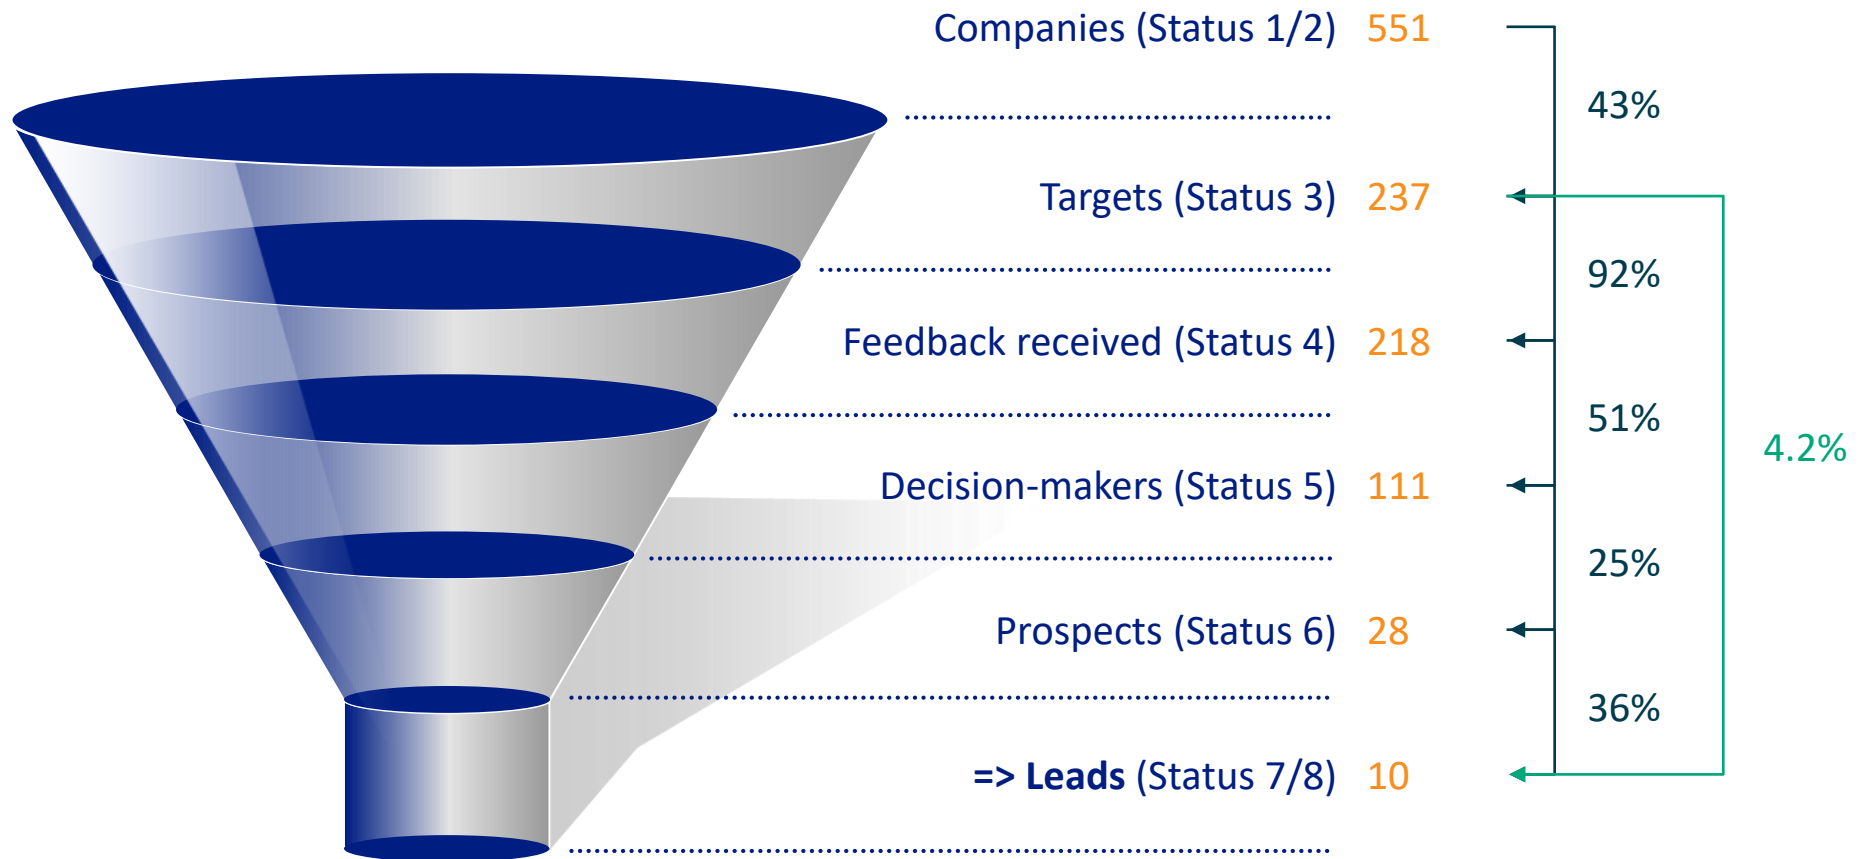 Companies (Status 1/2) 551
43%
Targets (Status 3) 237
92%
Feedback received (Status 4) 218
51%
4.2%
Decision-makers (Status 5) 111
25%
Prospects (Status 6) 28
36%
=> Leads (Status 7/8) 10